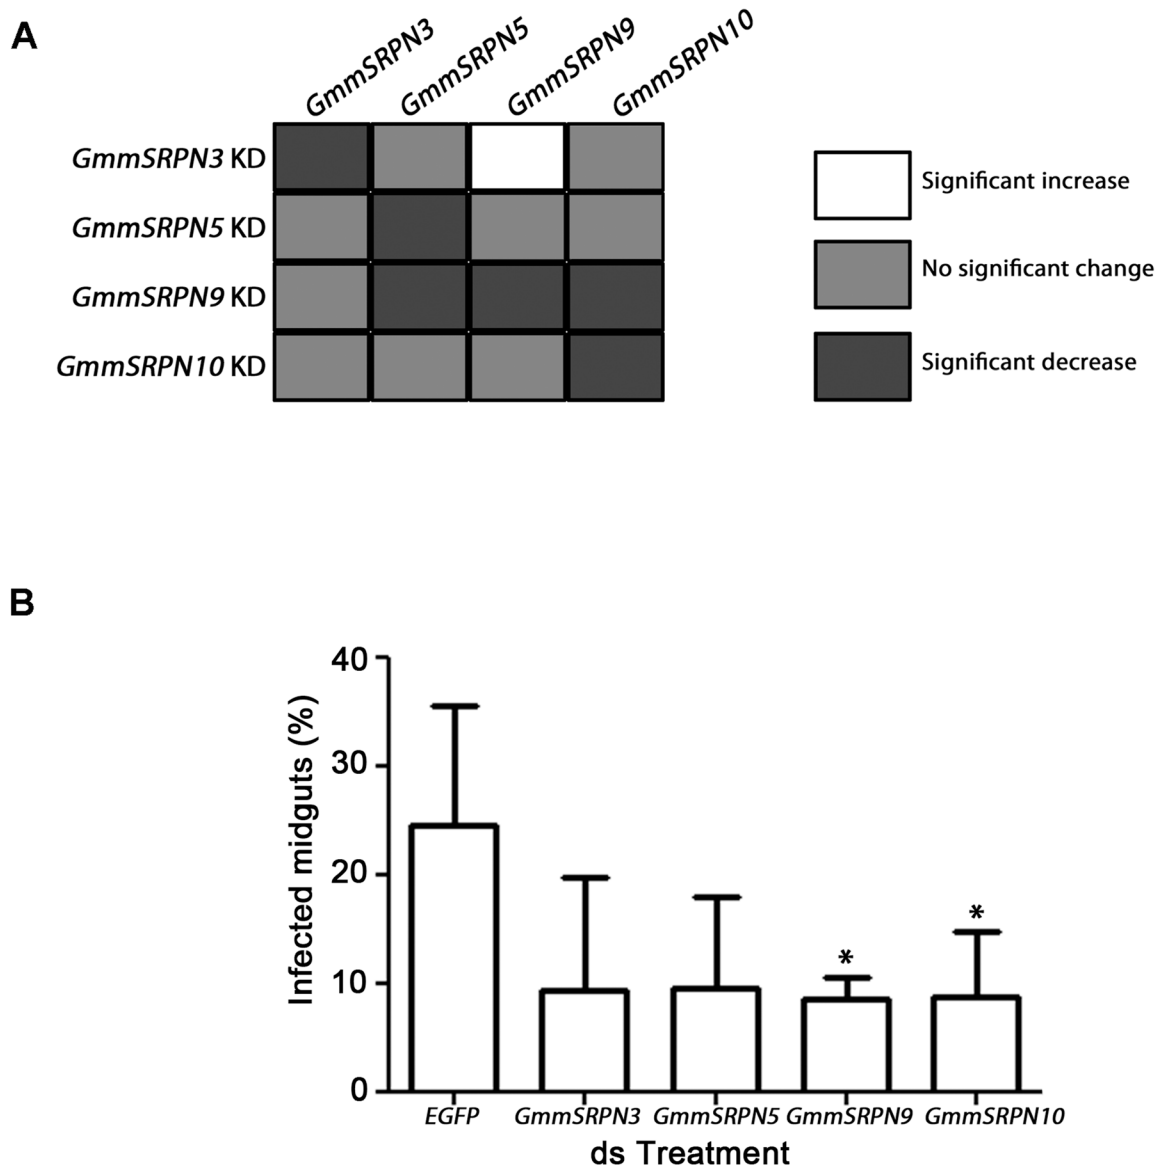 A
GmmSRPN3
GmmSRPN5
GmmSRPN9
GmmSRPN10
GmmSRPN3 KD
GmmSRPN5 KD
GmmSRPN9 KD
GmmSRPN10 KD
Significant increase
No significant change
Significant decrease
B
Infected midguts (%)
40
30
20
10
0
*
*
EGFP GmmSRPN3 GmmSRPN5 GmmSRPN9 GmmSRPN10
ds Treatment